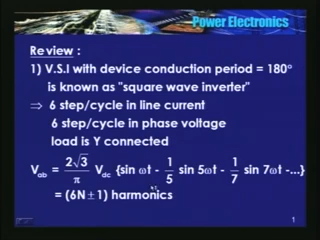 Power Electronics
Review :
1) V.S.I with device conduction period = 180°
is known as "square wave inverter"
⇒ 6 step/cycle in line current
6 step/cycle in phase voltage
load is Y connected
V_ab = 2√3/π V_dc {sin ωt - 1/5 sin 5ωt - 1/7 sin 7ωt -...}
= (6N ± 1) harmonics
1